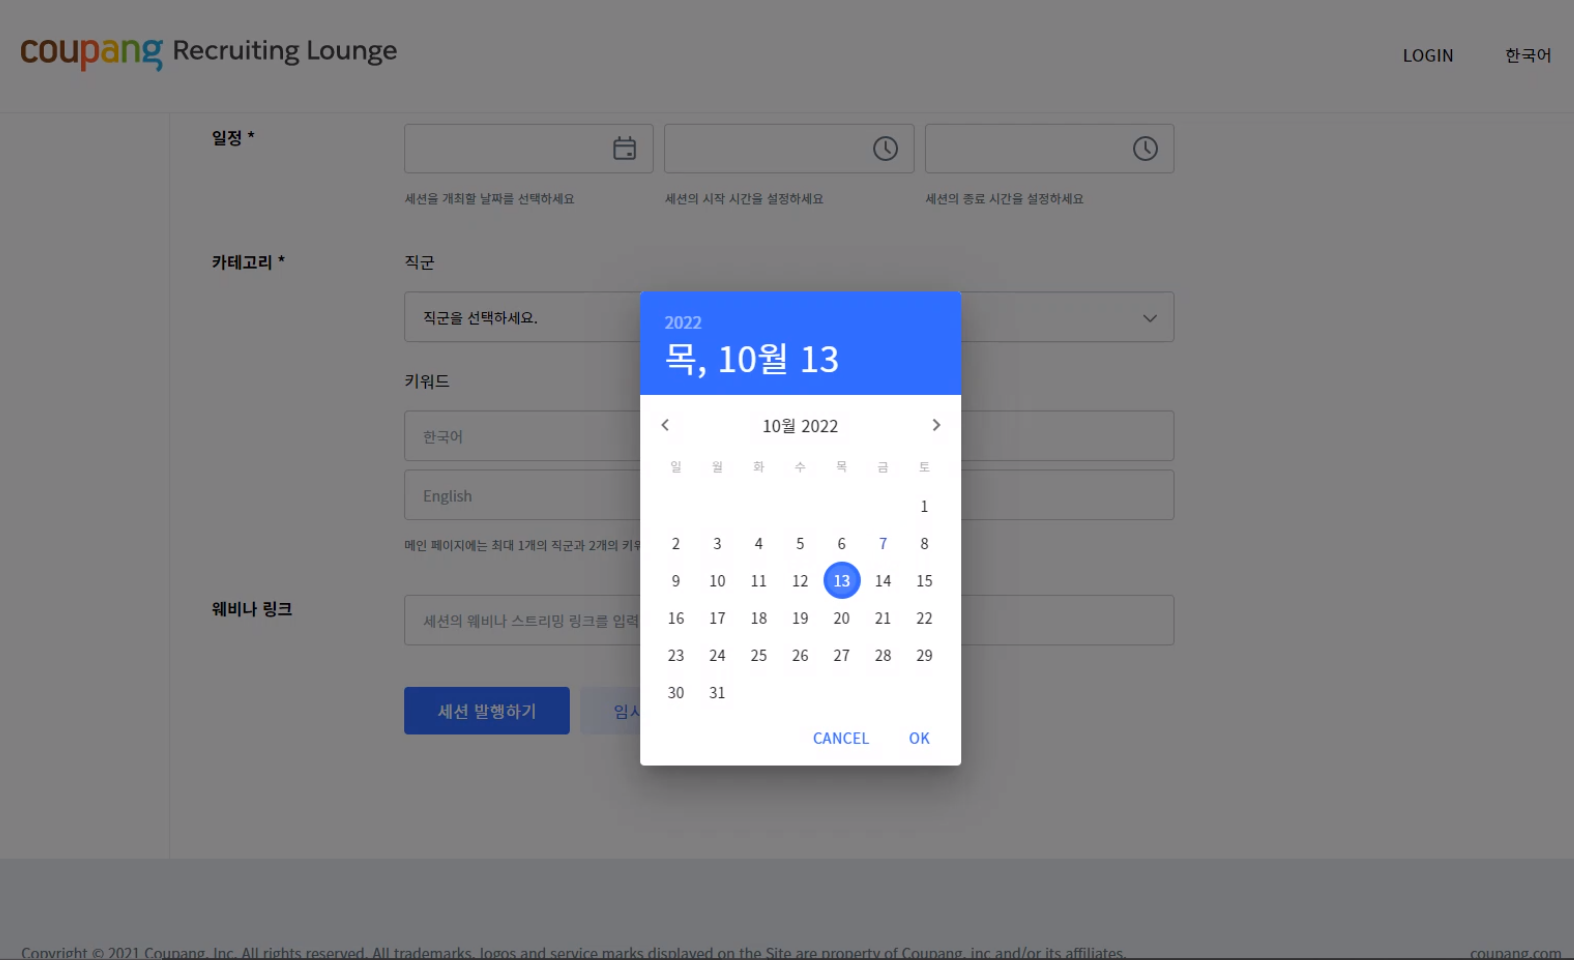 coupang Recruiting Lounge
LOGIN 한국어
일정 *
세션을 개최할 날짜를 선택하세요 세션의 시작 시간을 설정하세요 세션의 종료 시간을 설정하세요
카테고리 * 직군
직군을 선택하세요.
키워드
한국어
English
메인 페이지에는 최대 1개의 직군과 2개의
웨비나 링크
세션의 웨비나 스트리밍 링크를 입력
세션 발행하기
2022
목, 10월 13
10월 2022
일 월 화 수 목 금 토
1
2 3 4 5 6 7 8
9 10 11 12 13 14 15
16 17 18 19 20 21 22
23 24 25 26 27 28 29
30 31
CANCEL OK
Copyright © 2021 Coupang, Inc. All rights reserved. All trademarks, logos and service marks displayed on the Site are property of Coupang, inc and/or its affiliates.
coupang.com